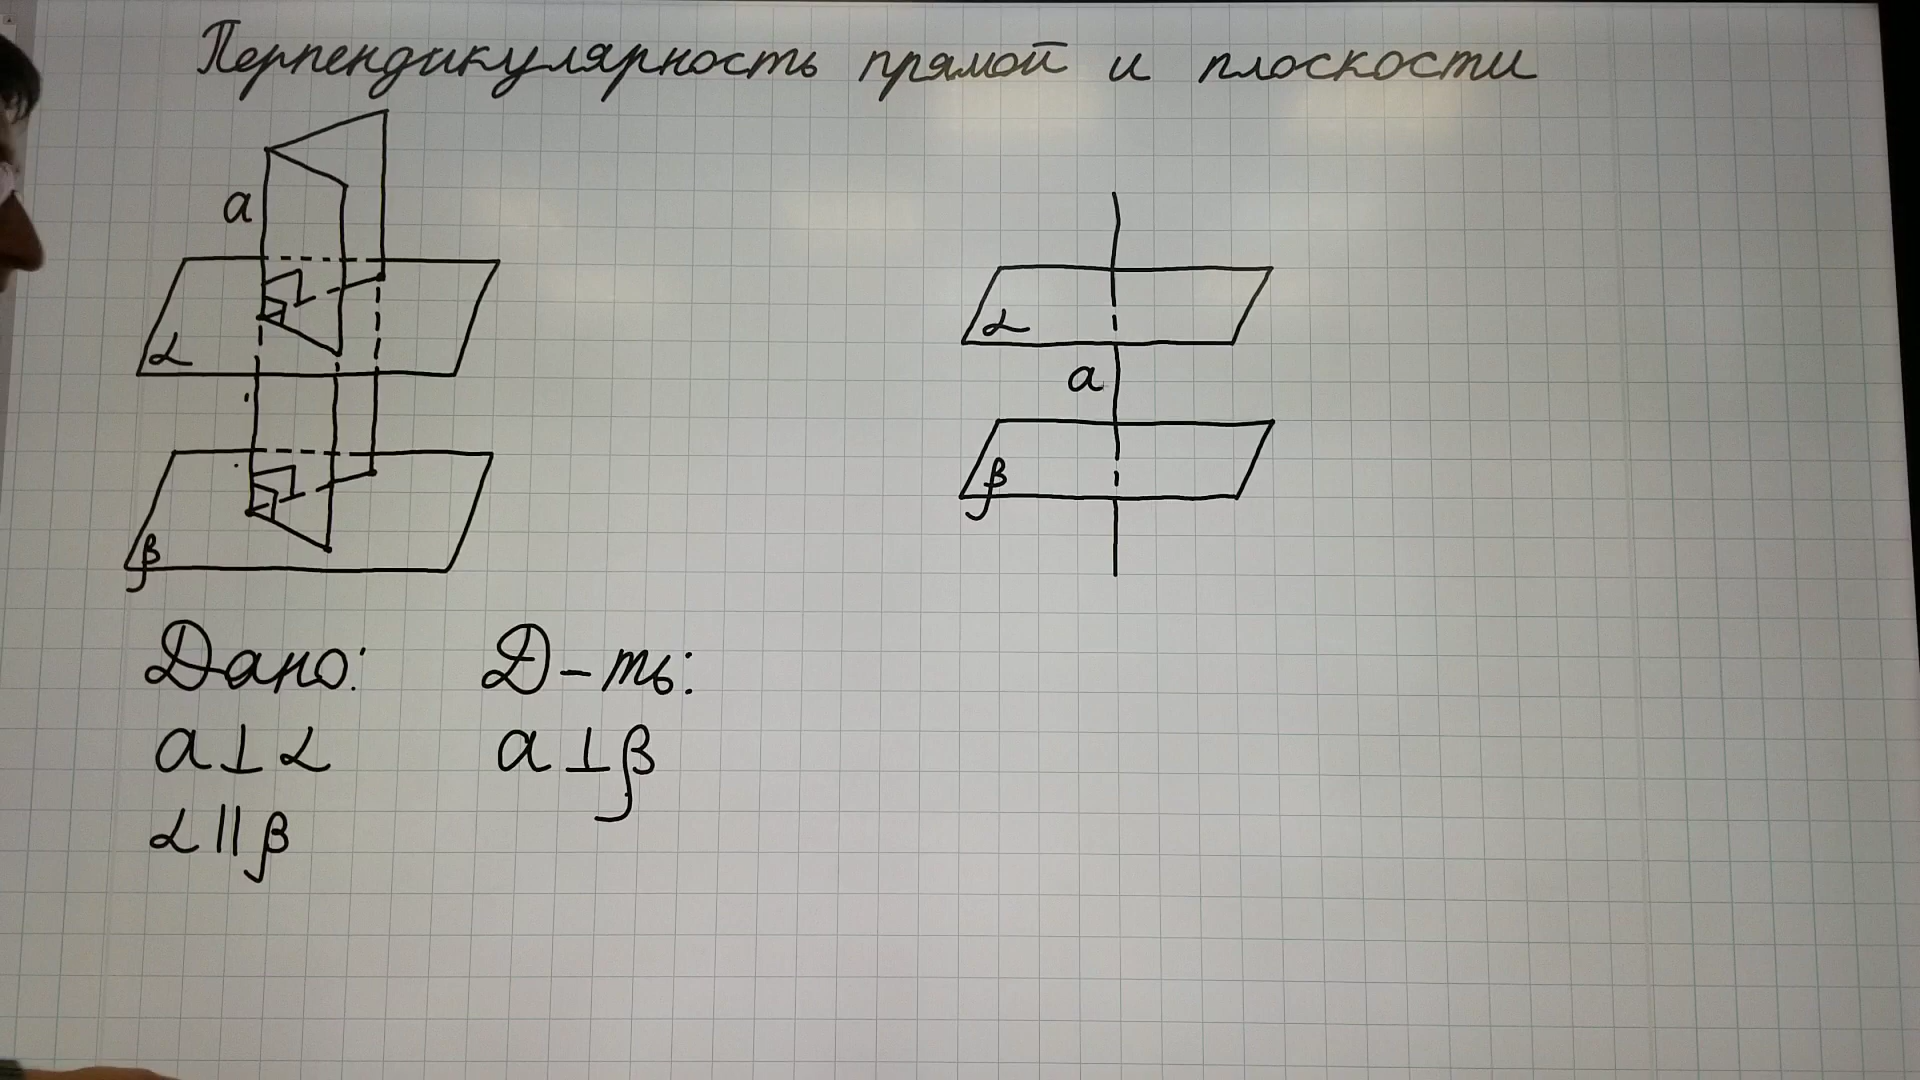 Перпендикулярность прямой и плоскости
a
α
β
α
a
β
Дано: Д-ть:
a ⊥ α a ⊥ β
α || β